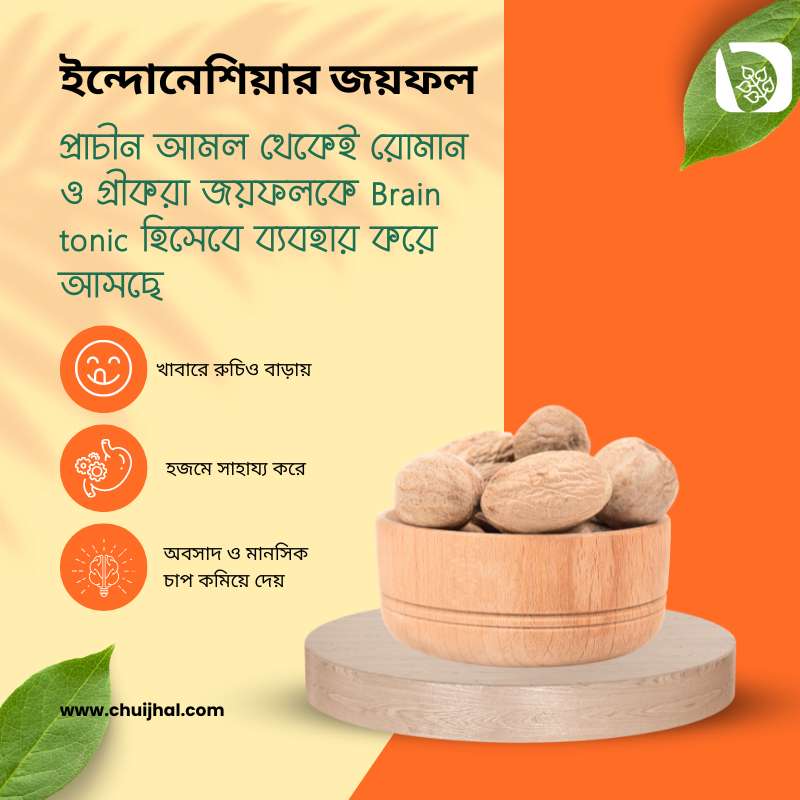 ইন্দোনেশিয়ার জয়ফল
প্রাচীন আমল থেকেই রোমান
ও গ্রীকরা জয়ফলকে Brain
tonic হিসেবে ব্যবহার করে
আসছে
খাবারে রুচিও বাড়ায়
হজমে সাহায্য করে
অবসাদ ও মানসিক
চাপ কমিয়ে দেয়
www.chuijhal.com